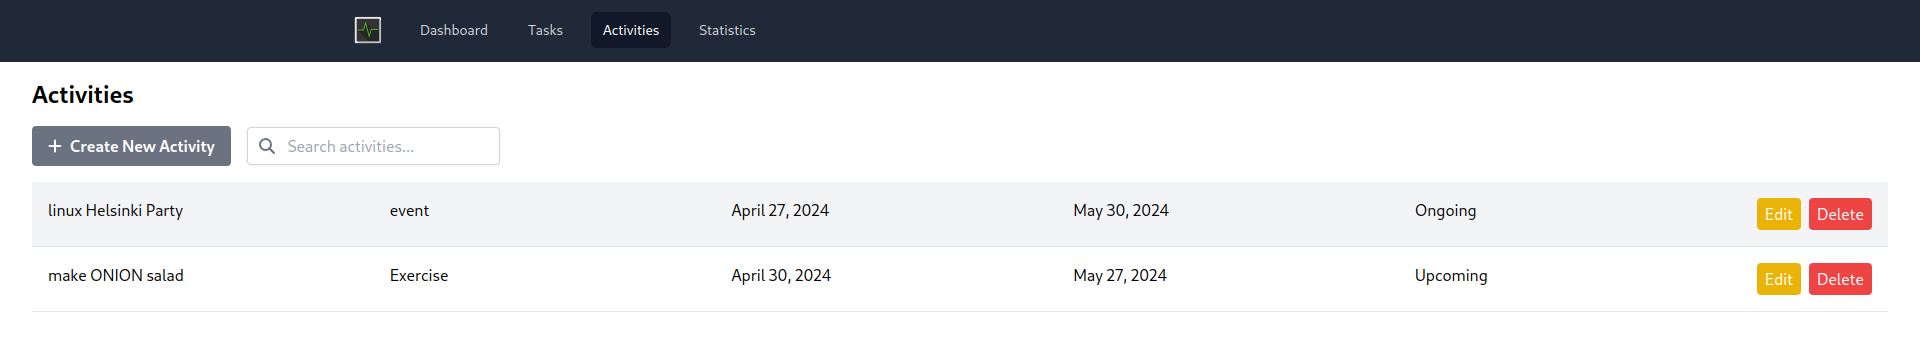 Dashboard Tasks Activities Statistics
Activities
+ Create New Activity Search activities...
linux Helsinki Party event April 27, 2024 May 30, 2024 Ongoing Edit Delete
make ONION salad Exercise April 30, 2024 May 27, 2024 Upcoming Edit Delete